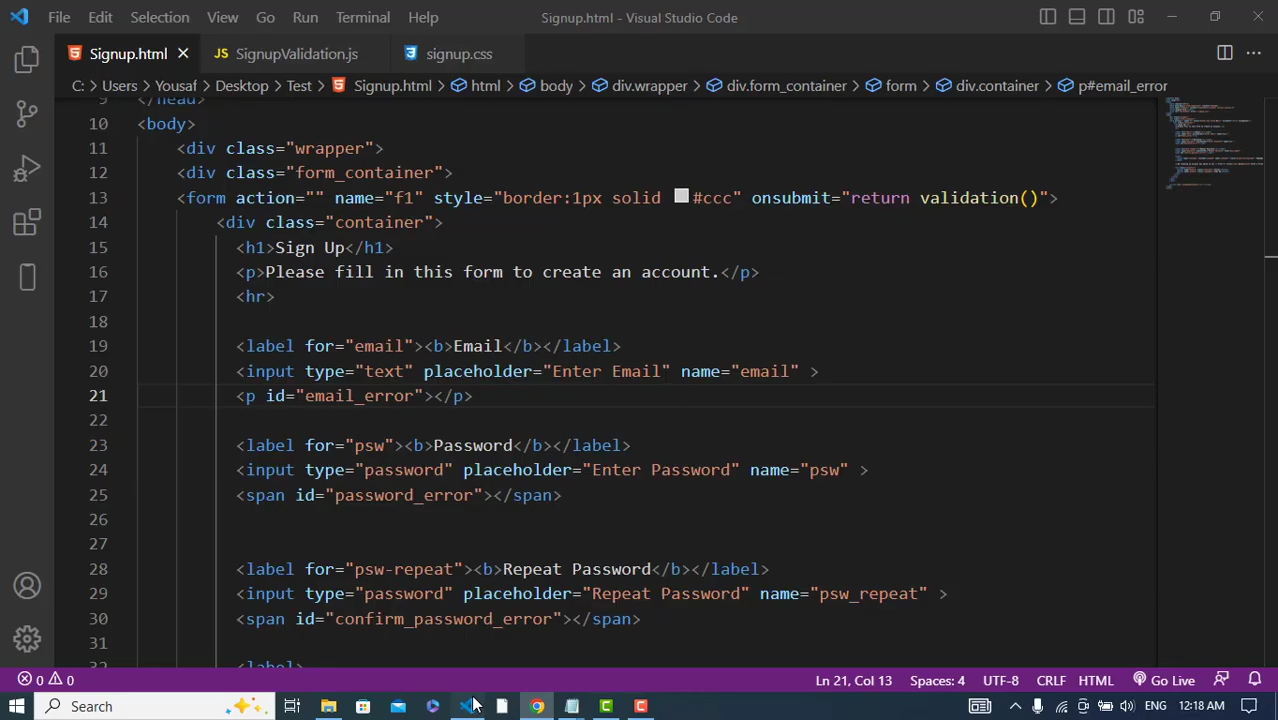 File Edit Selection View Go Run Terminal Help Signup.html - Visual Studio Code
Signup.html JS SignupValidation.js signup.css
C: Users Yousaf Desktop Test Signup.html html body div.wrapper div.form_container form div.container p#email_error
9 </head>
10 <body>
11 <div class="wrapper">
12 <div class="form_container">
13 <form action="" name="f1" style="border:1px solid #ccc" onsubmit="return validation()">
14 <div class="container">
15 <h1>Sign Up</h1>
16 <p>Please fill in this form to create an account.</p>
17 <hr>
18
19 <label for="email"><b>Email</b></label>
20 <input type="text" placeholder="Enter Email" name="email" >
21 <p id="email_error"></p>
22
23 <label for="psw"><b>Password</b></label>
24 <input type="password" placeholder="Enter Password" name="psw" >
25 <span id="password_error"></span>
26
27
28 <label for="psw-repeat"><b>Repeat Password</b></label>
29 <input type="password" placeholder="Repeat Password" name="psw_repeat" >
30 <span id="confirm_password_error"></span>
31
32 <label>
0 0 Ln 21, Col 13 Spaces: 4 UTF-8 CRLF HTML Go Live
Search ENG 12:18 AM